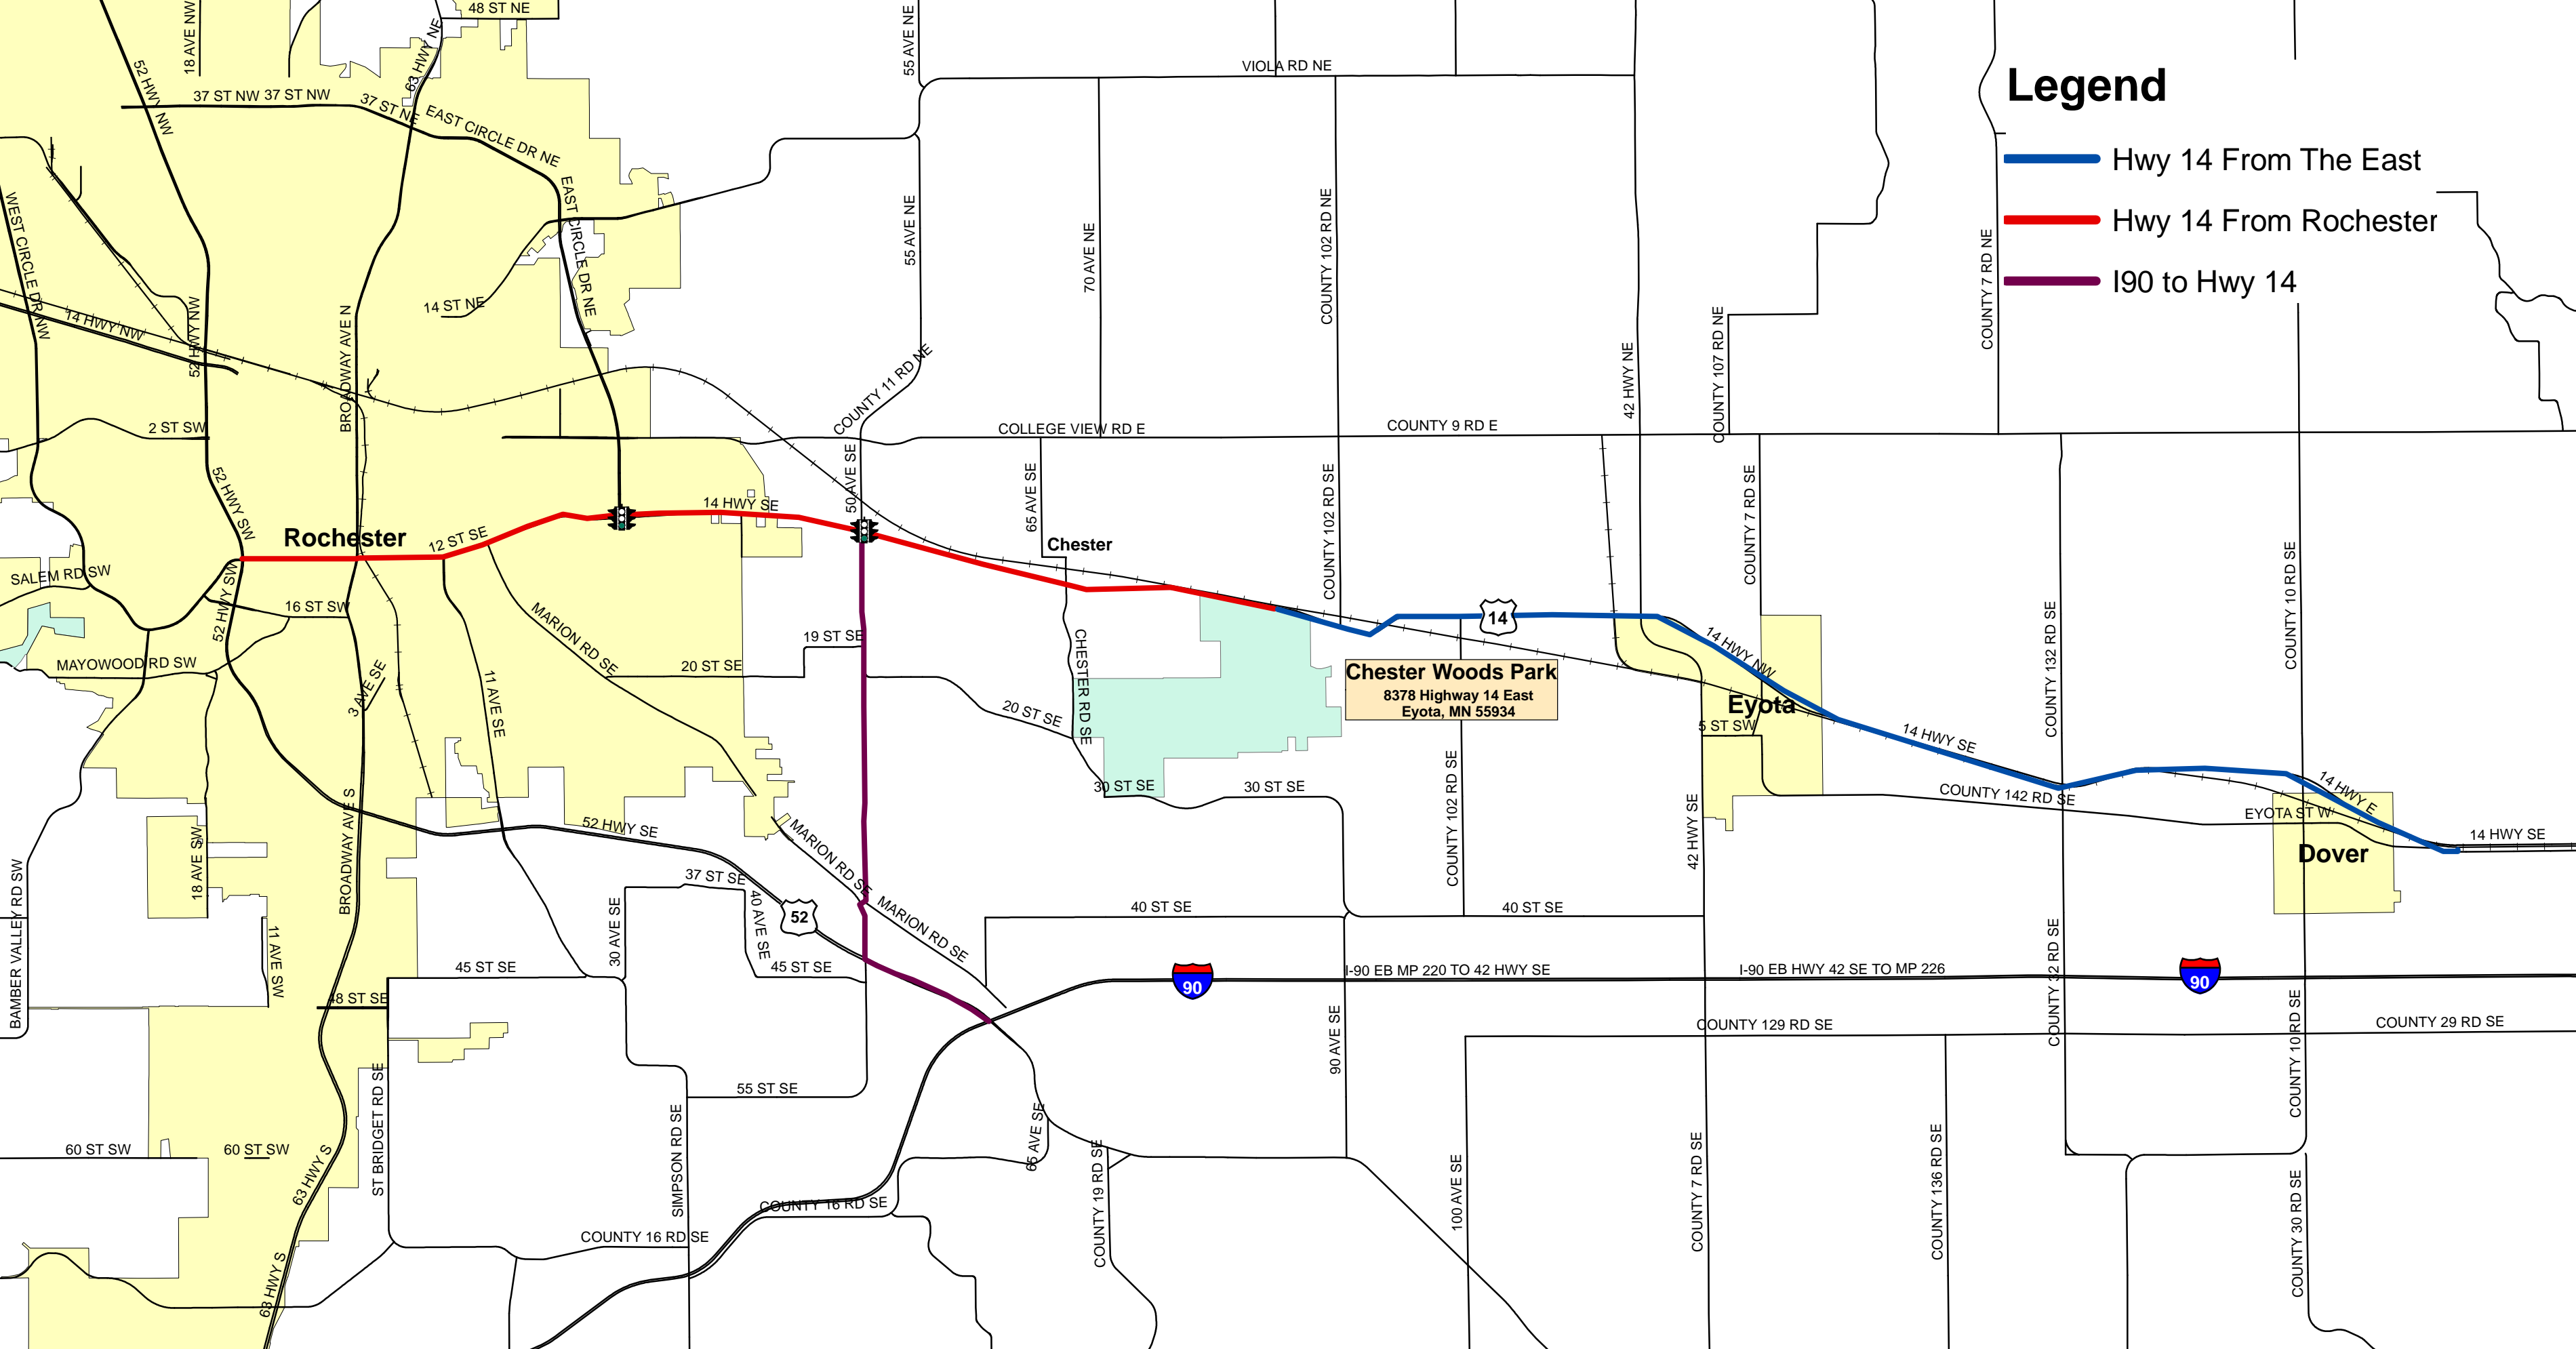 48 ST NE
18 AVE NW
63 HWY NE
55 AVE NE
52 HWY NW
VIOLA RD NE
Legend
37 ST NW
37 ST NW
37 ST NE
EAST CIRCLE DR NE
Hwy 14 From The East
Hwy 14 From Rochester
I90 to Hwy 14
WEST CIRCLE DR NW
EAST CIRCLE DR NE
55 AVE NE
70 AVE NE
COUNTY 102 RD NE
COUNTY 7 RD NE
14 ST NE
14 HWY NW
52 HWY NW
BROADWAY AVE N
COUNTY 11 RD NE
42 HWY NE
COUNTY 107 RD NE
2 ST SW
COLLEGE VIEW RD E
COUNTY 9 RD E
52 HWY SW
50 AVE SE
65 AVE SE
COUNTY 102 RD SE
COUNTY 7 RD SE
14 HWY SE
Rochester
12 ST SE
Chester
COUNTY 10 RD SE
SALEM RD SW
52 HWY SW
16 ST SW
MARION RD SE
19 ST SE
14
COUNTY 132 RD SE
MAYOWOOD RD SW
20 ST SE
CHESTER RD SE
Chester Woods Park
8378 Highway 14 East
Eyota, MN 55934
14 HWY NW
3 AVE SE
11 AVE SE
20 ST SE
Eyota
5 ST SW
14 HWY SE
30 ST SE
30 ST SE
COUNTY 142 RD SE
14 HWY E
EYOTA ST W
14 HWY SE
Dover
BROADWAY AVE S
52 HWY SE
MARION RD SE
COUNTY 102 RD SE
42 HWY SE
BAMBER VALLEY RD SW
18 AVE SW
37 ST SE
40 AVE SE
52
MARION RD SE
40 ST SE
40 ST SE
11 AVE SW
30 AVE SE
45 ST SE
45 ST SE
90
I-90 EB MP 220 TO 42 HWY SE
I-90 EB HWY 42 SE TO MP 226
90
COUNTY 32 RD SE
48 ST SE
COUNTY 129 RD SE
COUNTY 29 RD SE
90 AVE SE
COUNTY 10 RD SE
55 ST SE
ST BRIDGET RD SE
SIMPSON RD SE
65 AVE SE
60 ST SW
60 ST SW
63 HWY S
COUNTY 19 RD SE
100 AVE SE
COUNTY 7 RD SE
COUNTY 136 RD SE
COUNTY 30 RD SE
COUNTY 16 RD SE
COUNTY 16 RD SE
63 HWY S